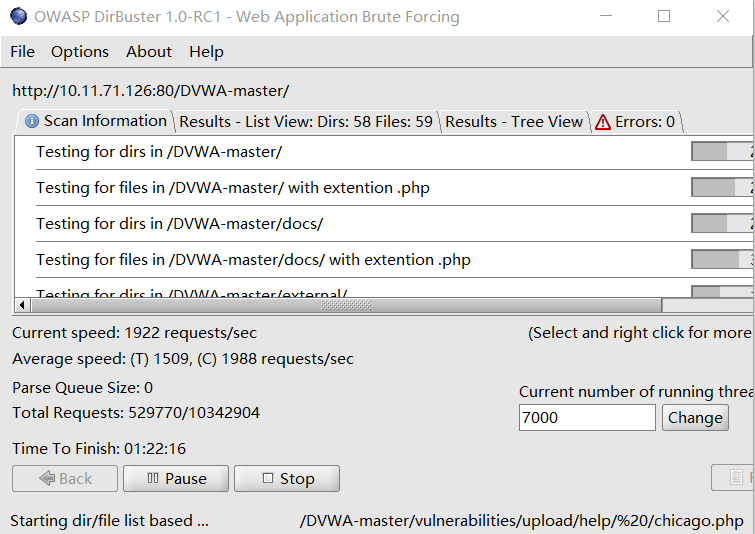 OWASP DirBuster 1.0-RC1 - Web Application Brute Forcing
File Options About Help
http://10.11.71.126:80/DVWA-master/
Scan Information Results - List View: Dirs: 58 Files: 59 Results - Tree View Errors: 0
Testing for dirs in /DVWA-master/
Testing for files in /DVWA-master/ with extention .php
Testing for dirs in /DVWA-master/docs/
Testing for files in /DVWA-master/docs/ with extention .php
Testing for dirs in /DVWA-master/external/
Current speed: 1922 requests/sec (Select and right click for more
Average speed: (T) 1509, (C) 1988 requests/sec
Parse Queue Size: 0
Current number of running threa
Total Requests: 529770/10342904
7000 Change
Time To Finish: 01:22:16
Back Pause Stop
Starting dir/file list based ... /DVWA-master/vulnerabilities/upload/help/%20/chicago.php